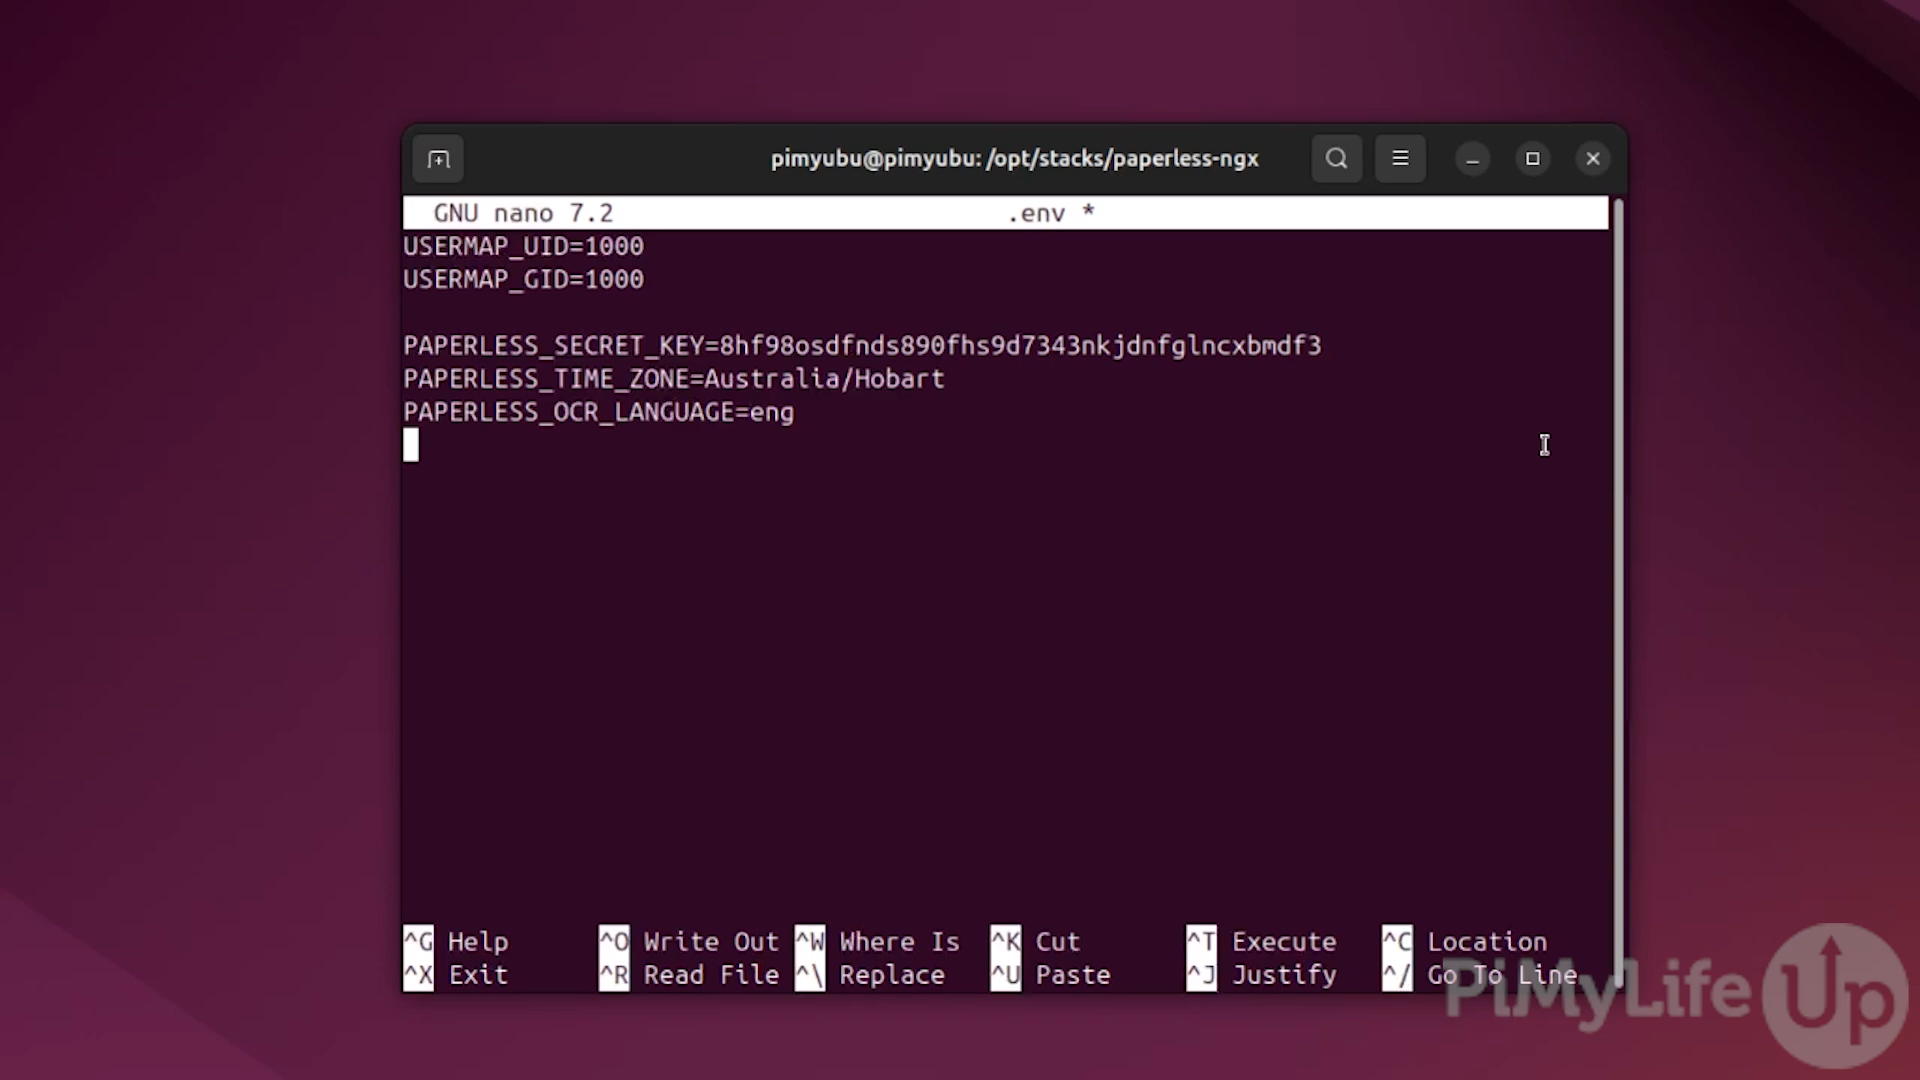 pimyubu@pimyubu: /opt/stacks/paperless-ngx
GNU nano 7.2 .env *
USERMAP_UID=1000
USERMAP_GID=1000
PAPERLESS_SECRET_KEY=8hf98osdfnds890fhs9d7343nkjdnfglncxbmdf3
PAPERLESS_TIME_ZONE=Australia/Hobart
PAPERLESS_OCR_LANGUAGE=eng
^G Help ^O Write Out ^W Where Is ^K Cut ^T Execute ^C Location
^X Exit ^R Read File ^\ Replace ^U Paste ^J Justify ^/ Go To Line
PiMyLife Up